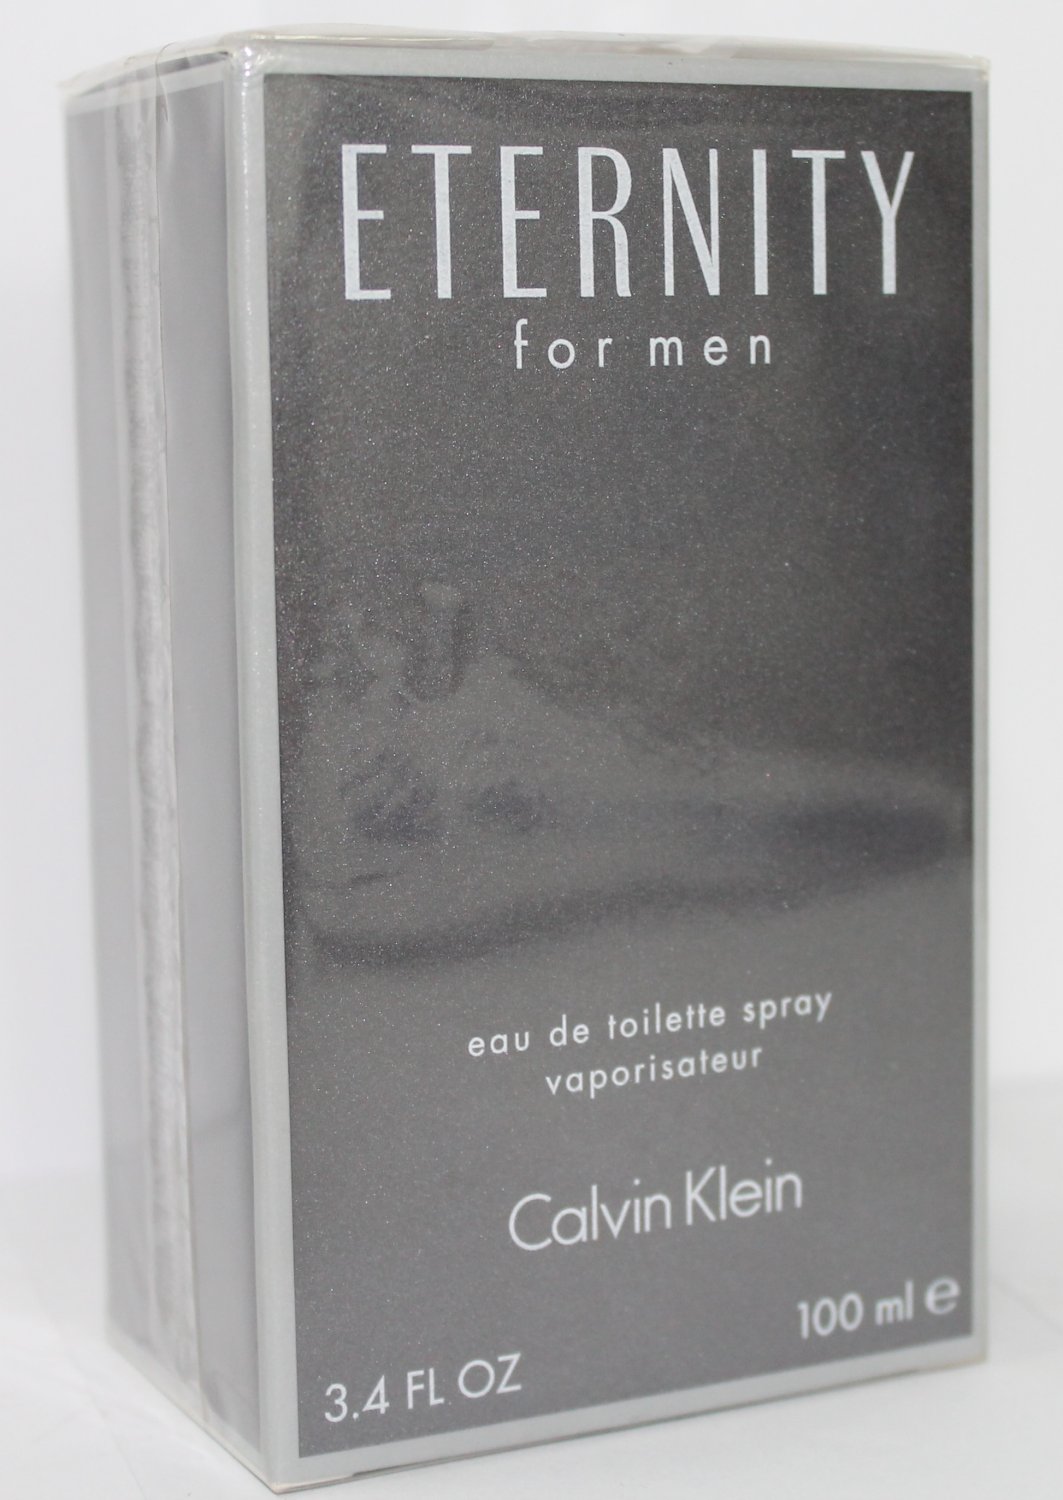 ETERNITY
for men
eau de toilette spray
vaporisateur
Calvin Klein
100 ml ℮
3.4 FL OZ